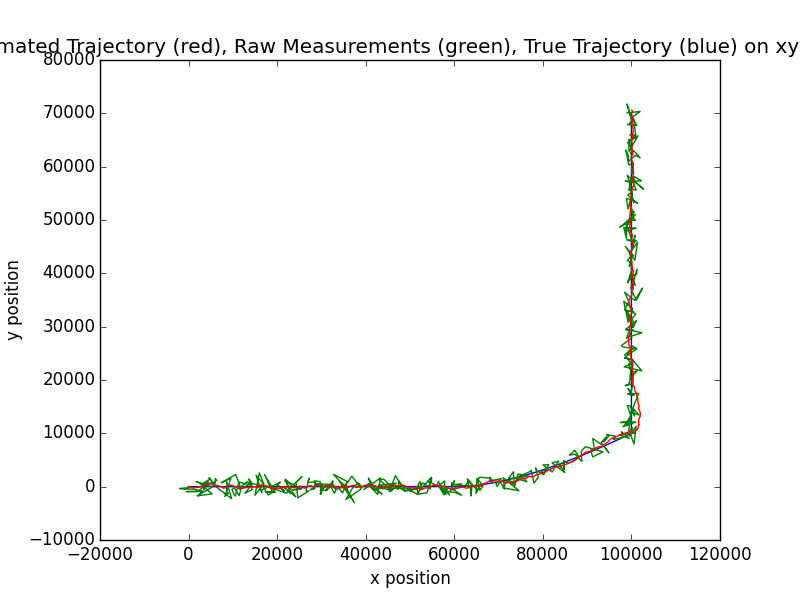 mated Trajectory (red), Raw Measurements (green), True Trajectory (blue) on xy
80000
70000
60000
50000
40000
30000
20000
10000
0
−10000
y position
−20000 0 20000 40000 60000 80000 100000 120000
x position